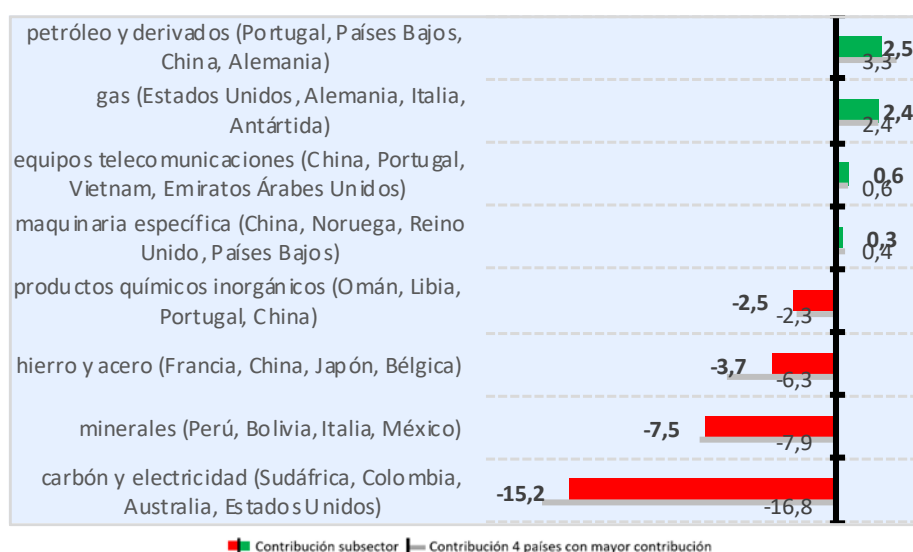 petróleo y derivados (Portugal, Países Bajos,
China, Alemania)
2,5
3,3
gas (Estados Unidos, Alemania, Italia,
Antártida)
2,4
2,4
equipos telecomunicaciones (China, Portugal,
Vietnam, Emiratos Árabes Unidos)
0,6
0,6
maquinaria específica (China, Noruega, Reino
Unido, Países Bajos)
0,3
0,4
productos químicos inorgánicos (Omán, Libia,
Portugal, China)
-2,5
-2,3
hierro y acero (Francia, China, Japón, Bélgica)
-3,7
-6,3
minerales (Perú, Bolivia, Italia, México)
-7,5
-7,9
carbón y electricidad (Sudáfrica, Colombia,
Australia, Estados Unidos)
-15,2
-16,8
Contribución subsector Contribución 4 países con mayor contribución